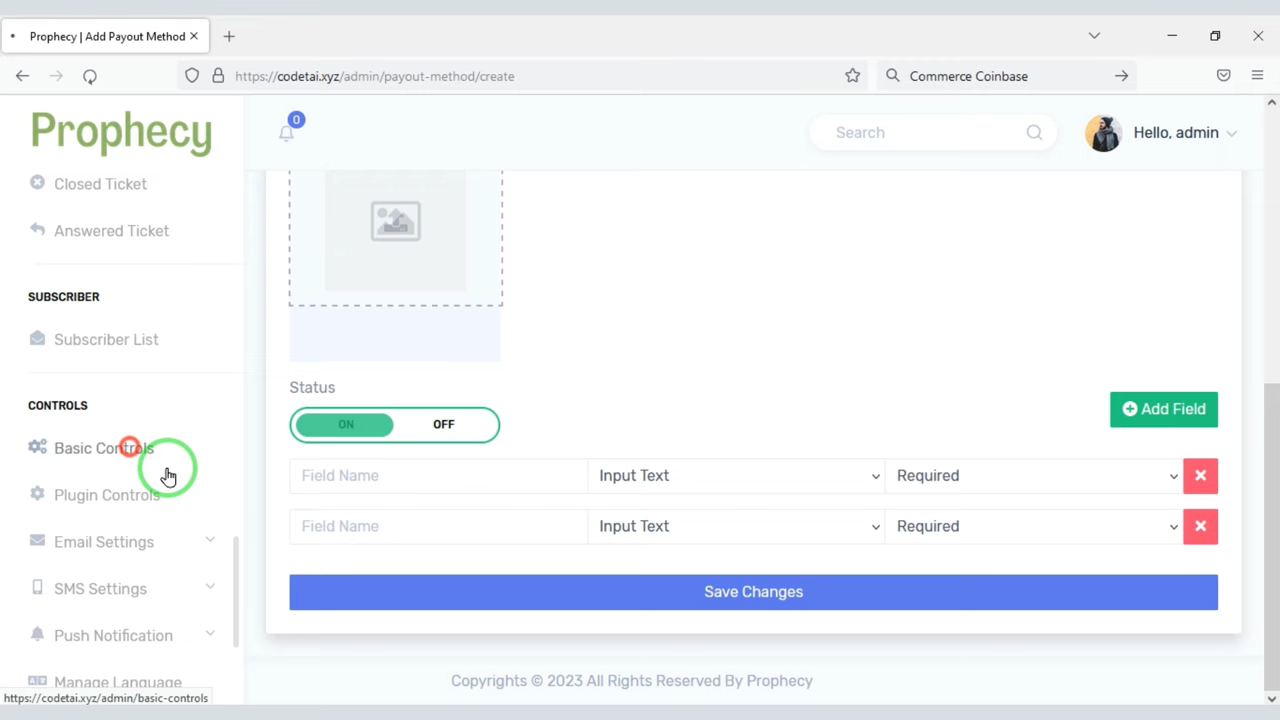 Prophecy | Add Payout Method
https://codetai.xyz/admin/payout-method/create
Commerce Coinbase
Prophecy
0
Search
Hello, admin
Closed Ticket
Answered Ticket
SUBSCRIBER
Subscriber List
CONTROLS
Basic Controls
Plugin Controls
Email Settings
SMS Settings
Push Notification
Manage Language
https://codetai.xyz/admin/basic-controls
Status
ON OFF
Add Field
Field Name Input Text Required
Field Name Input Text Required
Save Changes
Copyrights © 2023 All Rights Reserved By Prophecy